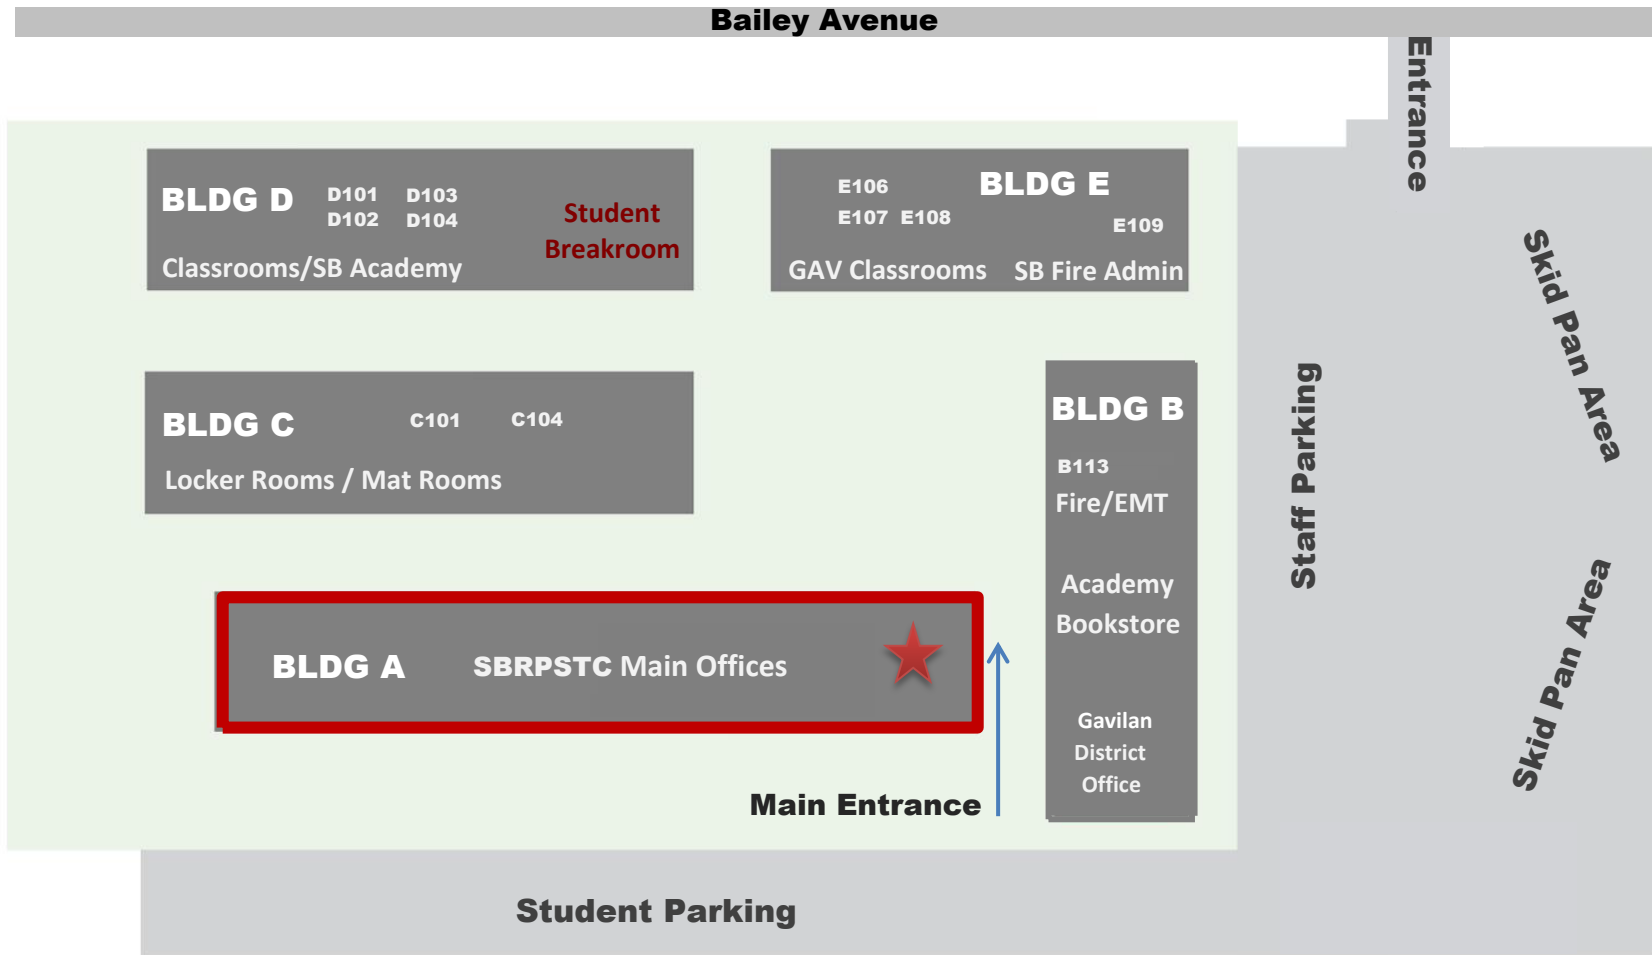 Bailey Avenue
Entrance
BLDG D
D101 D103
D102 D104
Student
Breakroom
Classrooms/SB Academy
BLDG E
E106
E107 E108
E109
GAV Classrooms SB Fire Admin
Skid Pan Area
BLDG C
C101 C104
Locker Rooms / Mat Rooms
BLDG B
B113
Fire/EMT
Academy
Bookstore
Gavilan
District
Office
Staff Parking
Skid Pan Area
BLDG A SBRPSTC Main Offices
Main Entrance
Student Parking